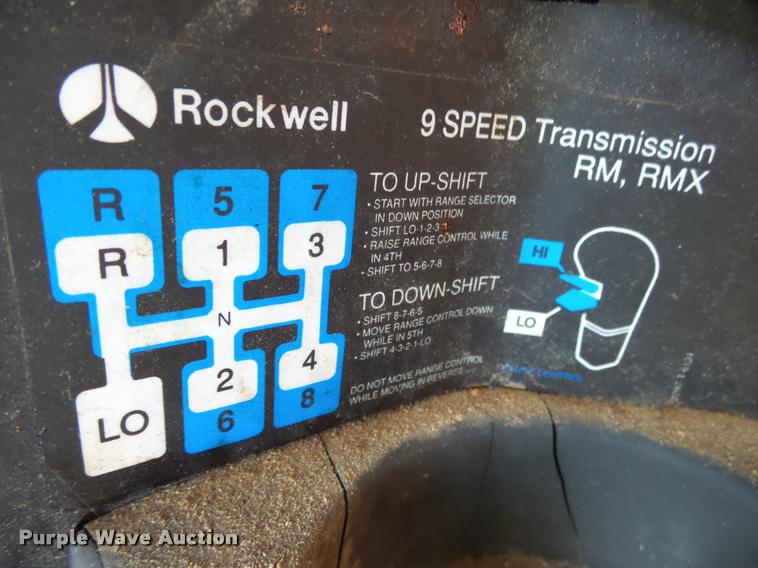 Rockwell
9 SPEED Transmission
RM, RMX
R 5 7
R 1 3
N
2 4
LO 6 8
TO UP-SHIFT
• START WITH RANGE SELECTOR
IN DOWN POSITION
• SHIFT LO-1-2-3-
• RAISE RANGE CONTROL WHILE
IN 4TH
• SHIFT TO 5-6-7-8
TO DOWN-SHIFT
• SHIFT 8-7-6-5
• MOVE RANGE CONTROL DOWN
WHILE IN 5TH
• SHIFT 4-3-2-1-LO
DO NOT MOVE RANGE CONTROL
WHILE MOVING IN REVERSE
HI
LO
CONTROL
Purple Wave Auction